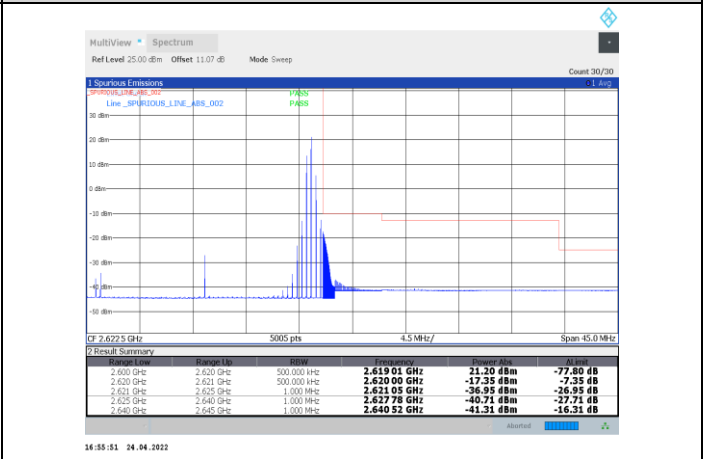 MultiView Spectrum
Ref Level 25.00 dBm Offset 11.07 dB Mode Sweep
Count 30/30
1 Spurious Emissions 1 Avg
_SPURIOUS_LINE_ABS_002 PASS
Line _SPURIOUS_LINE_ABS_002 PASS
30 dBm
20 dBm
10 dBm
0 dBm
-10 dBm
-20 dBm
-30 dBm
-40 dBm
-50 dBm
CF 2.6225 GHz 5005 pts 4.5 MHz/ Span 45.0 MHz
2 Result Summary
Range Low Range Up RBW Frequency Power Abs ΔLimit
2.600 GHz 2.620 GHz 500.000 kHz 2.619 01 GHz 21.20 dBm -77.80 dB
2.620 GHz 2.621 GHz 500.000 kHz 2.620 00 GHz -17.35 dBm -7.35 dB
2.621 GHz 2.625 GHz 1.000 MHz 2.621 05 GHz -36.95 dBm -26.95 dB
2.625 GHz 2.640 GHz 1.000 MHz 2.627 78 GHz -40.71 dBm -27.71 dB
2.640 GHz 2.645 GHz 1.000 MHz 2.640 52 GHz -41.31 dBm -16.31 dB
Aborted
16:55:51 24.04.2022